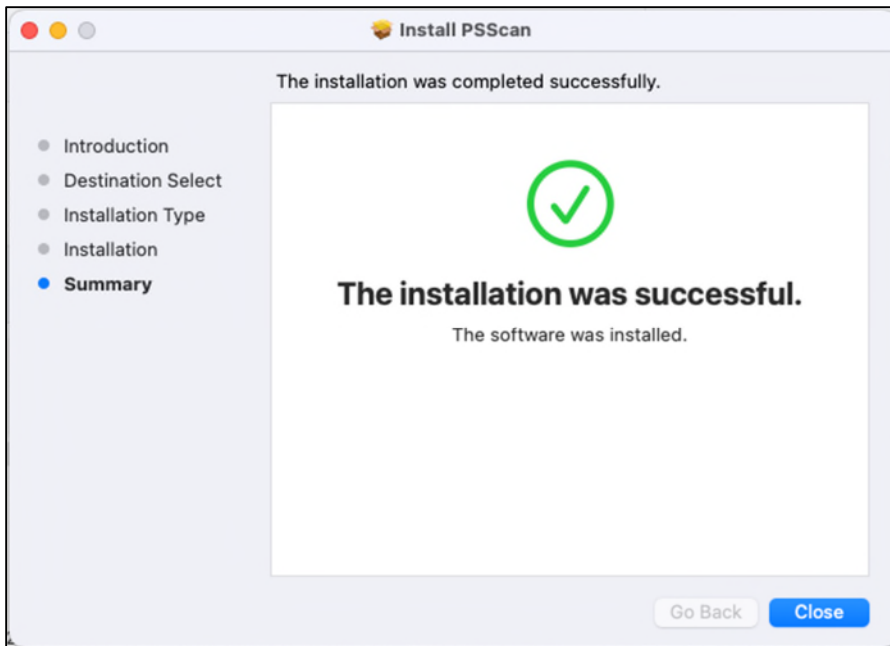 Install PSScan
The installation was completed successfully.
Introduction
Destination Select
Installation Type
Installation
Summary
The installation was successful.
The software was installed.
Go Back
Close